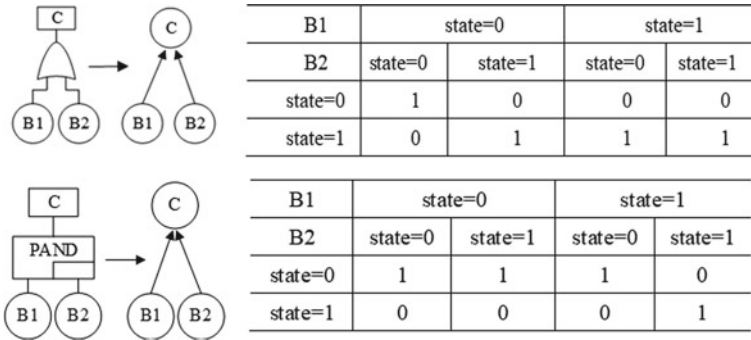 C
B1 B2
C
B1 B2
B1 state=0 state=1
B2 state=0 state=1 state=0 state=1
state=0 1 0 0 0
state=1 0 1 1 1
C
PAND
B1 B2
C
B1 B2
B1 state=0 state=1
B2 state=0 state=1 state=0 state=1
state=0 1 1 1 0
state=1 0 0 0 1